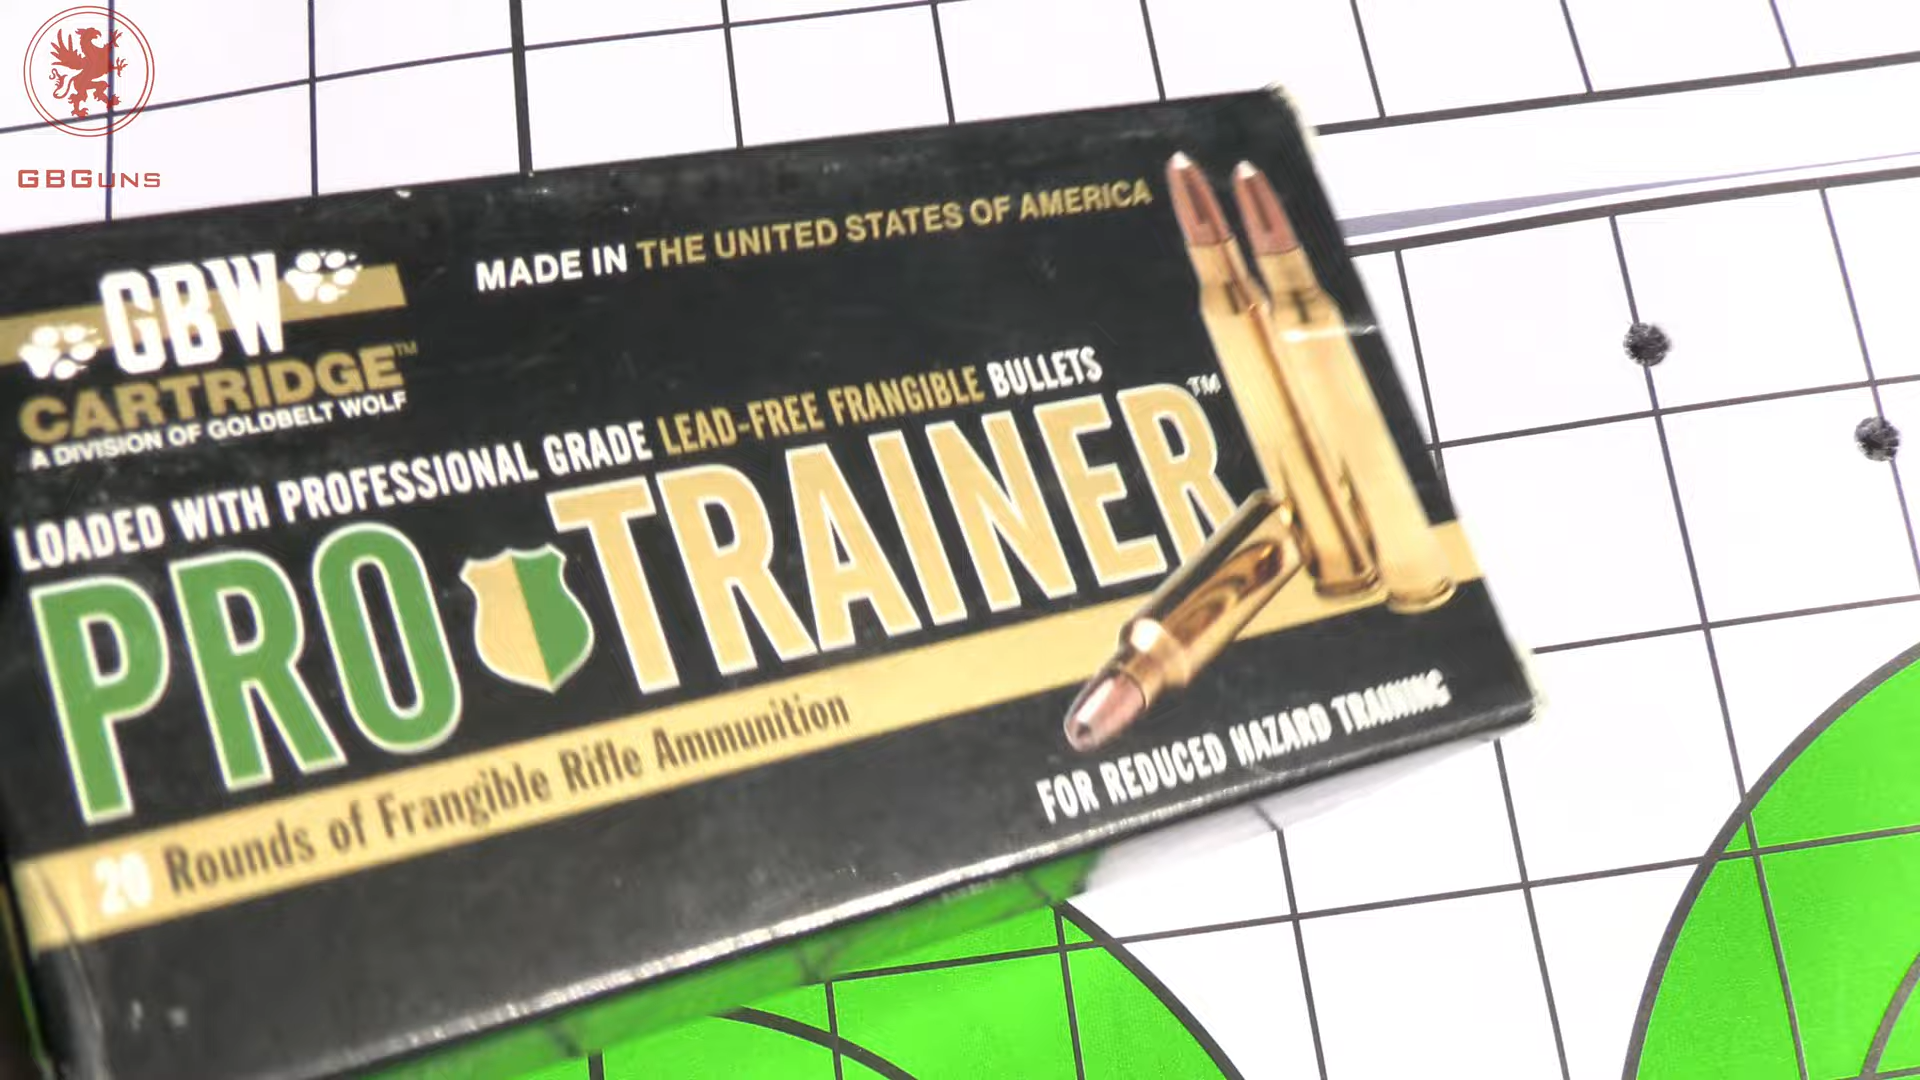 GBGUNS
GBW
CARTRIDGE™
A DIVISION OF GOLDBELT WOLF
MADE IN THE UNITED STATES OF AMERICA
LOADED WITH PROFESSIONAL GRADE LEAD-FREE FRANGIBLE BULLETS
PRO TRAINER™
20 Rounds of Frangible Rifle Ammunition
FOR REDUCED HAZARD TRAINING